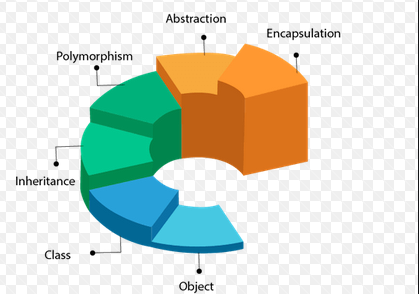 Abstraction
Encapsulation
Polymorphism
Inheritance
Class
Object